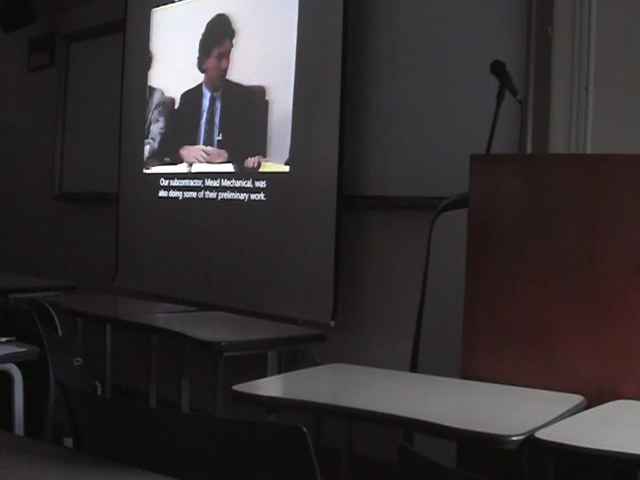 Our subcontractor, Mead Mechanical, was
also doing some of their preliminary work.